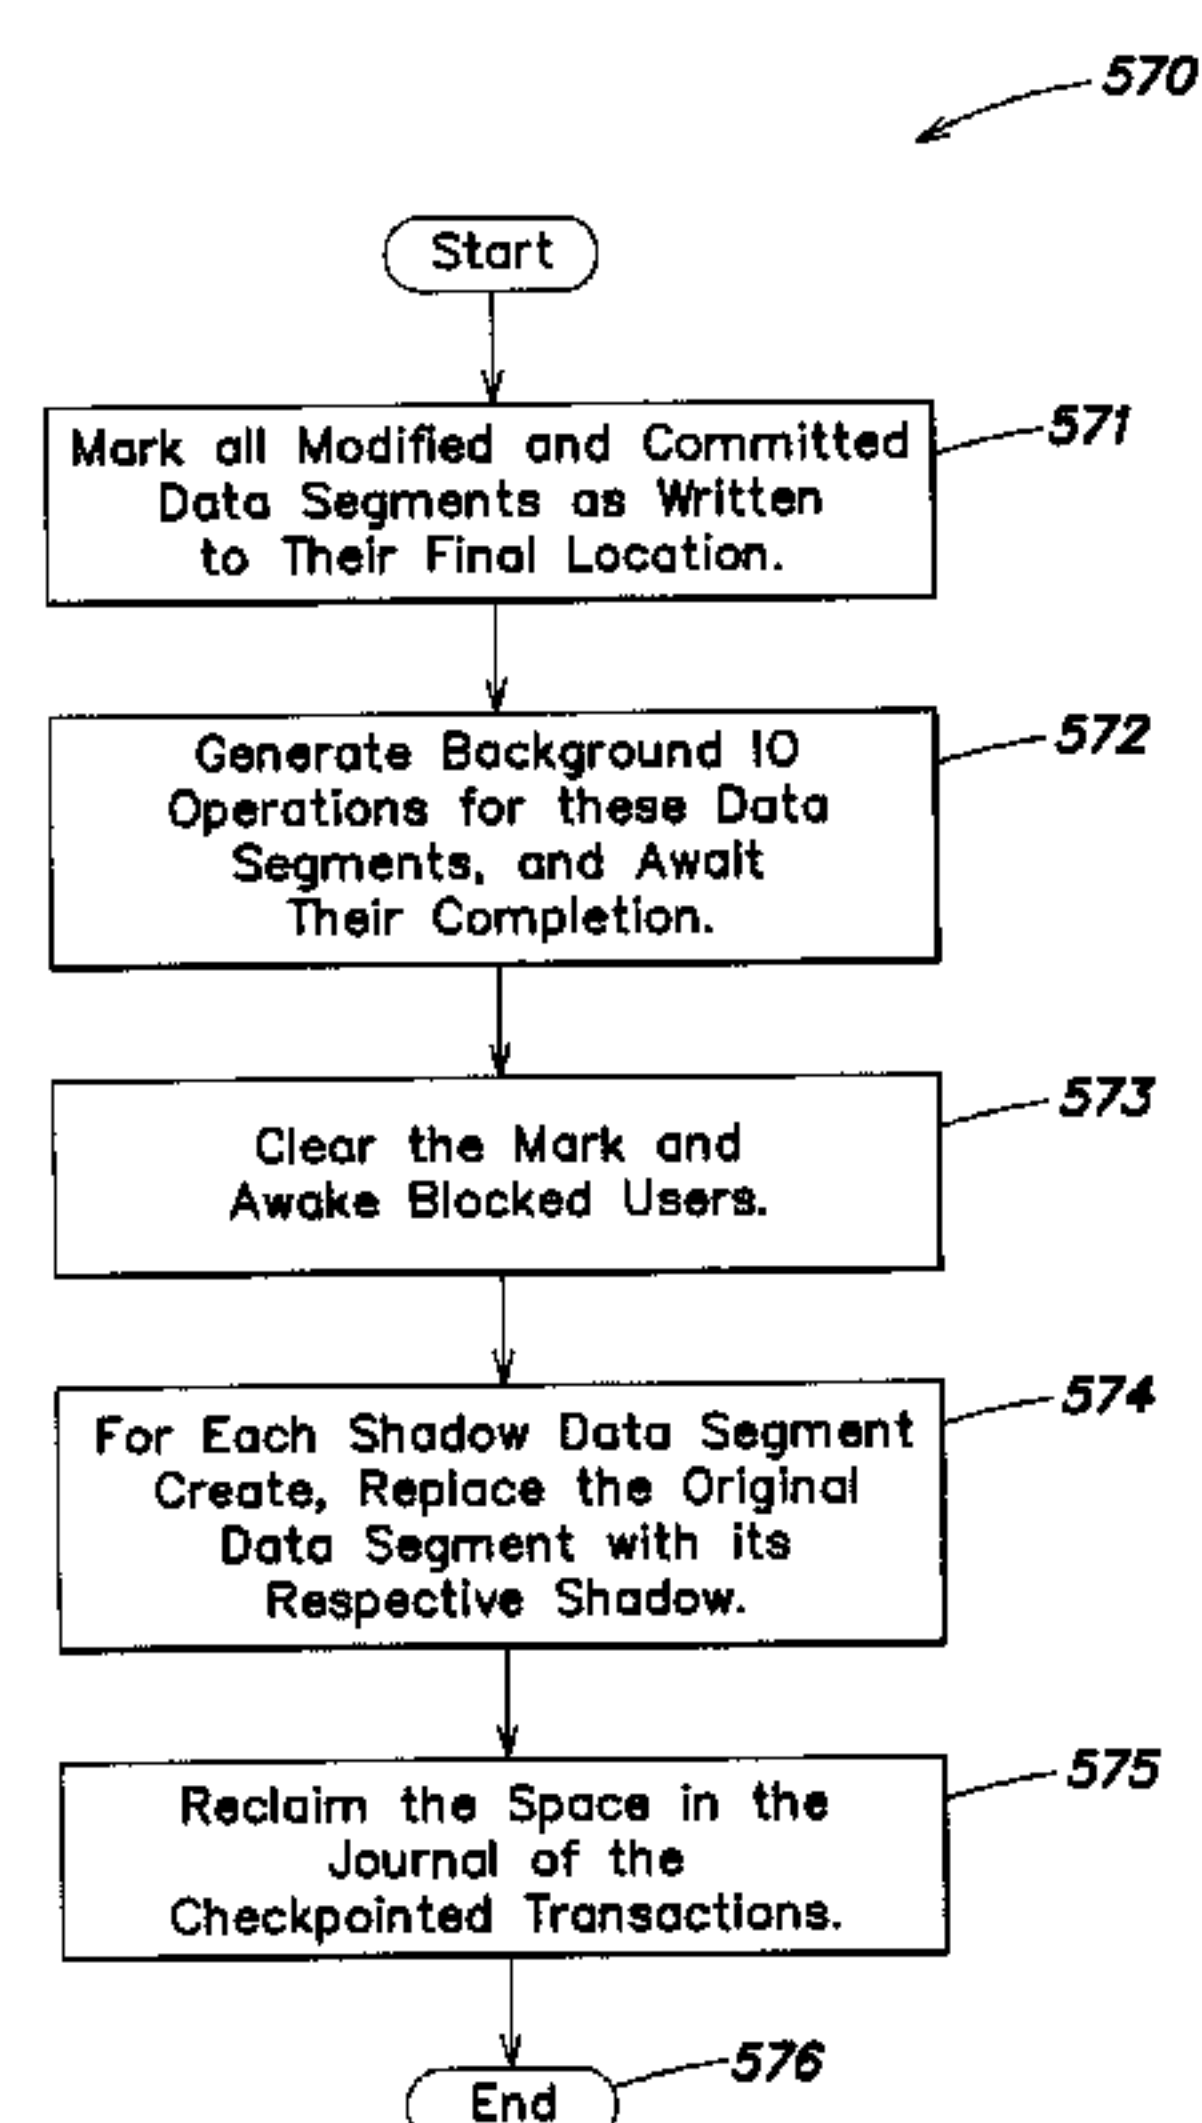 570
Start
571
Mark all Modified and Committed
Data Segments as Written
to Their Final Location.
572
Generate Background IO
Operations for these Data
Segments, and Await
Their Completion.
573
Clear the Mark and
Awake Blocked Users.
574
For Each Shadow Data Segment
Create, Replace the Original
Data Segment with its
Respective Shadow.
575
Reclaim the Space in the
Journal of the
Checkpointed Transactions.
576
End